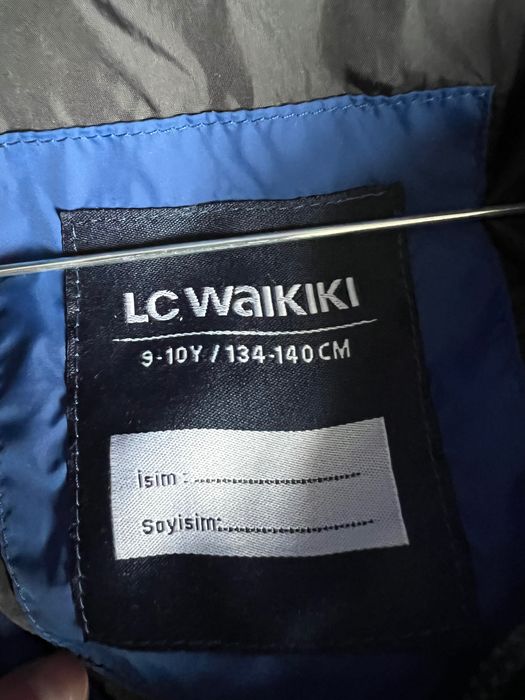 LC WAIKIKI
9-10Y / 134-140 CM
İsim :
Soyisim: